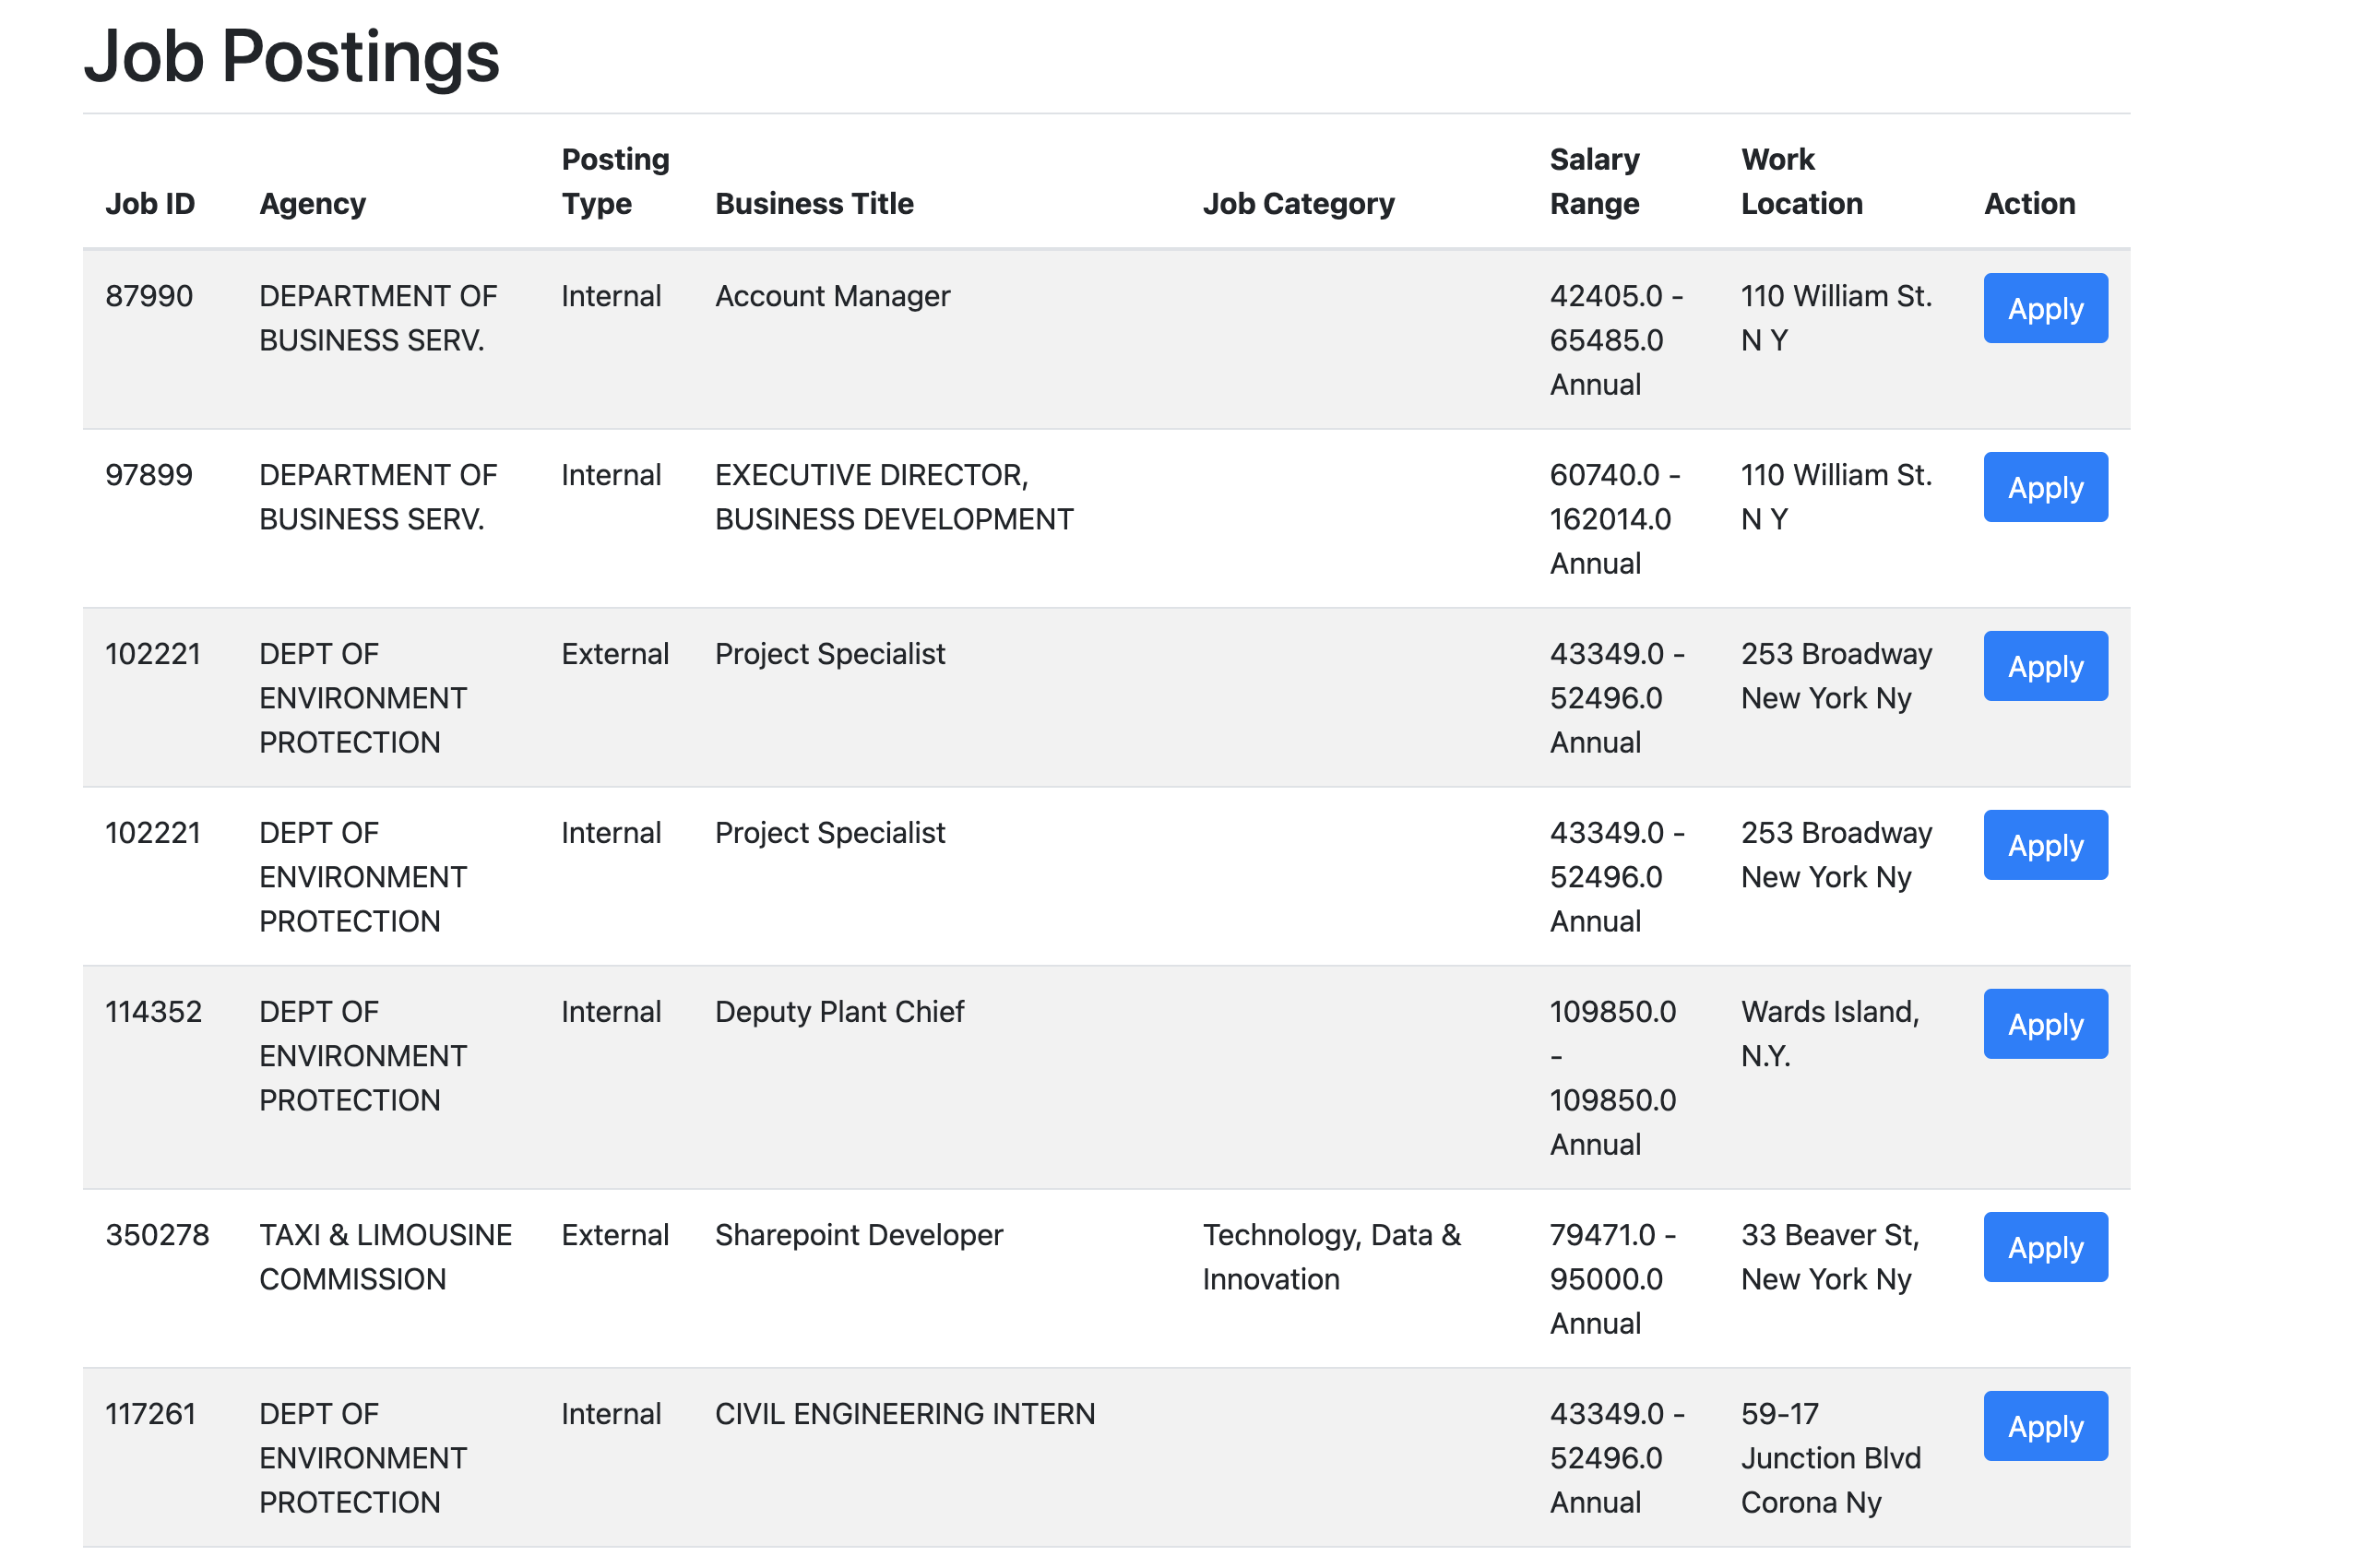 Job Postings
Job ID Agency Posting Type Business Title Job Category Salary Range Work Location Action
87990 DEPARTMENT OF BUSINESS SERV. Internal Account Manager 42405.0 - 65485.0 Annual 110 William St. N Y Apply
97899 DEPARTMENT OF BUSINESS SERV. Internal EXECUTIVE DIRECTOR, BUSINESS DEVELOPMENT 60740.0 - 162014.0 Annual 110 William St. N Y Apply
102221 DEPT OF ENVIRONMENT PROTECTION External Project Specialist 43349.0 - 52496.0 Annual 253 Broadway New York Ny Apply
102221 DEPT OF ENVIRONMENT PROTECTION Internal Project Specialist 43349.0 - 52496.0 Annual 253 Broadway New York Ny Apply
114352 DEPT OF ENVIRONMENT PROTECTION Internal Deputy Plant Chief 109850.0 - 109850.0 Annual Wards Island, N.Y. Apply
350278 TAXI & LIMOUSINE COMMISSION External Sharepoint Developer Technology, Data & Innovation 79471.0 - 95000.0 Annual 33 Beaver St, New York Ny Apply
117261 DEPT OF ENVIRONMENT PROTECTION Internal CIVIL ENGINEERING INTERN 43349.0 - 52496.0 Annual 59-17 Junction Blvd Corona Ny Apply